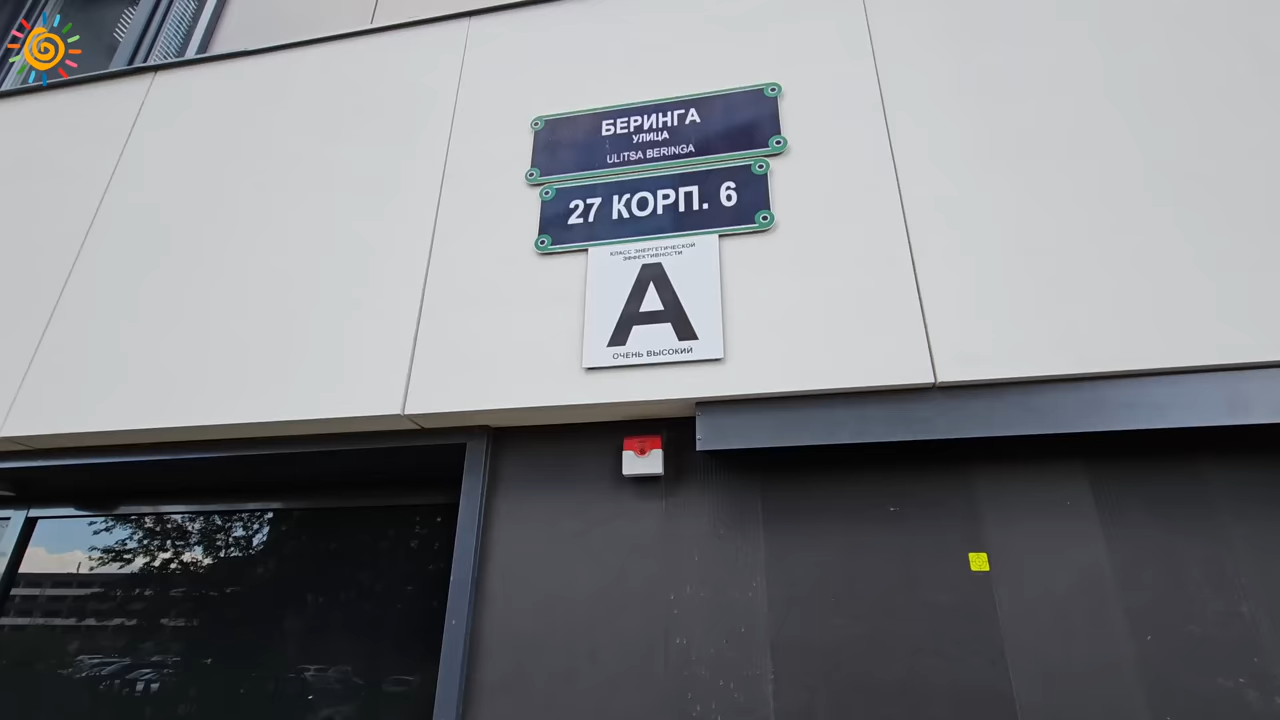 БЕРИНГА
УЛИЦА
ULITSA BERINGA
27 КОРП. 6
КЛАСС ЭНЕРГЕТИЧЕСКОЙ
ЭФФЕКТИВНОСТИ
A
ОЧЕНЬ ВЫСОКИЙ